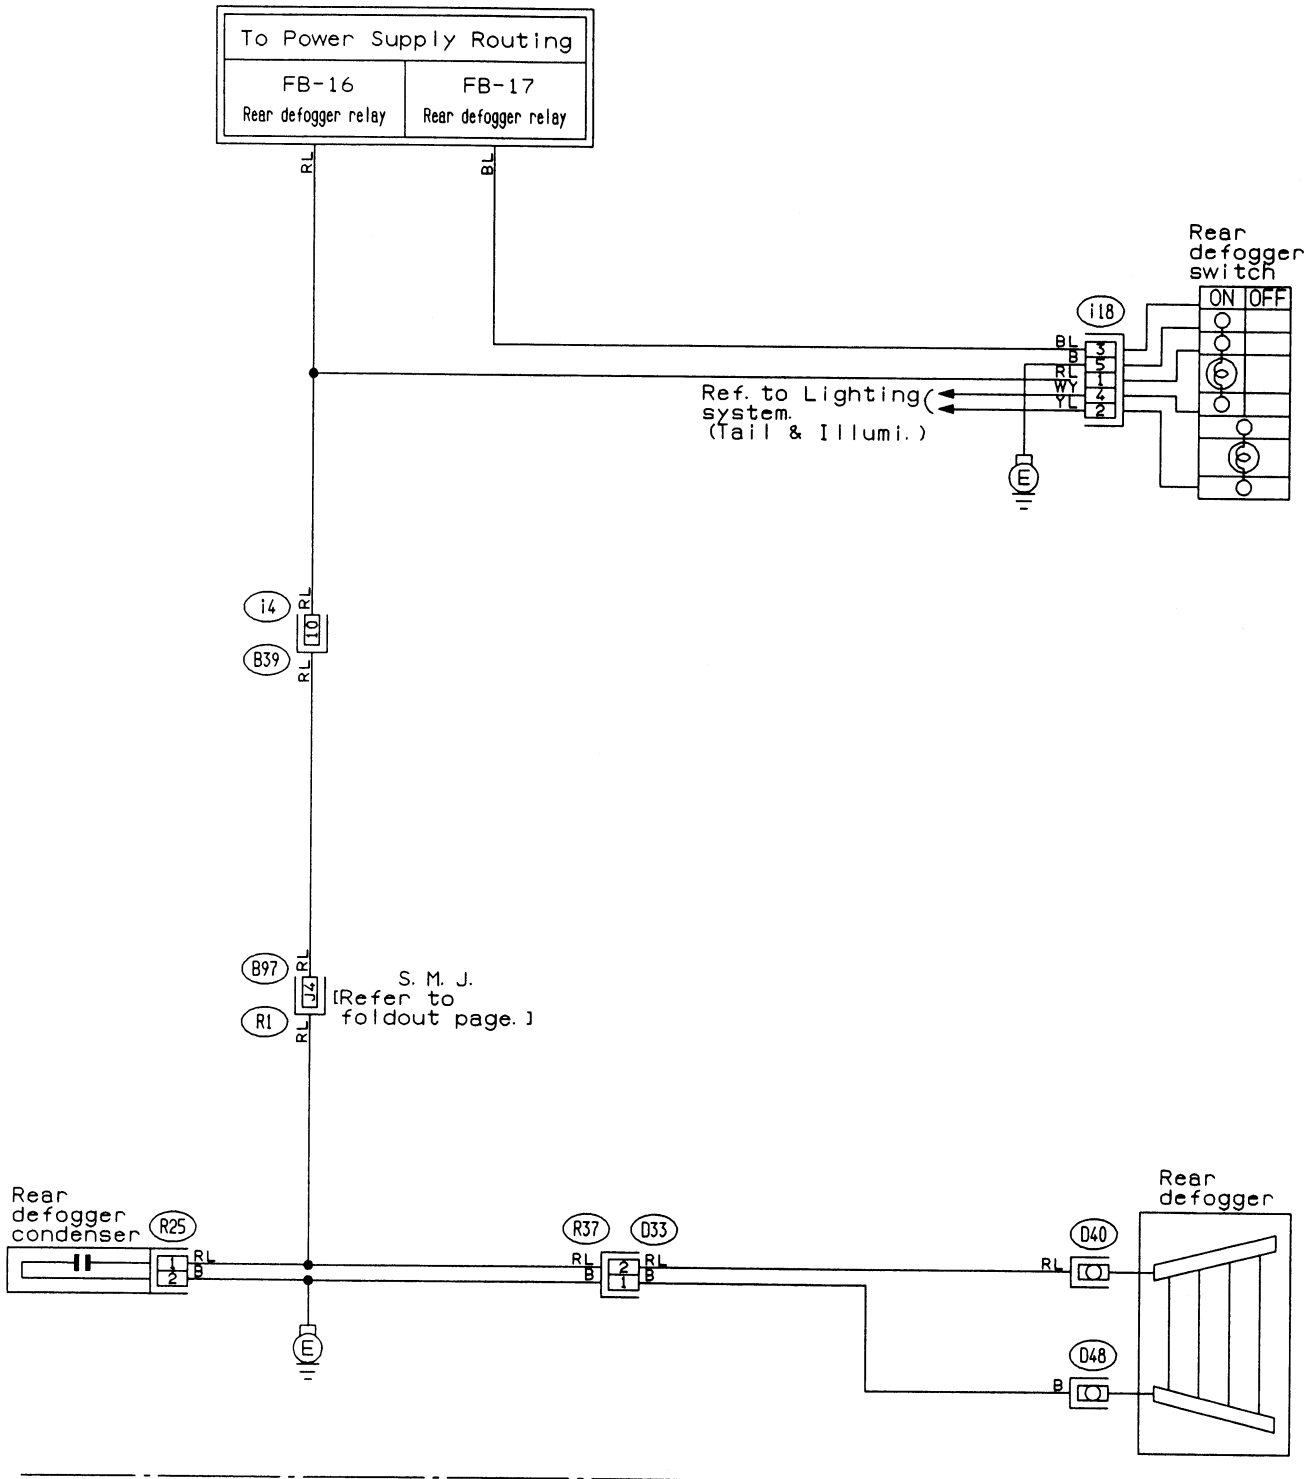 To Power Supply Routing
FB-16
Rear defogger relay
FB-17
Rear defogger relay
RL
BL
Rear
defogger
switch
ON OFF
i18
BL 3
B 5
RL 1
WY 4
YL 2
Ref. to Lighting
system.
(Tail & Illumi.)
E
i4
RL
10
B39
RL
B97
RL
J4
S. M. J.
[Refer to
foldout page. ]
R1
RL
Rear
defogger
condenser
R25
1 RL
2 B
R37
D33
RL 2 RL
B 1 B
E
Rear
defogger
D40
RL
D48
B